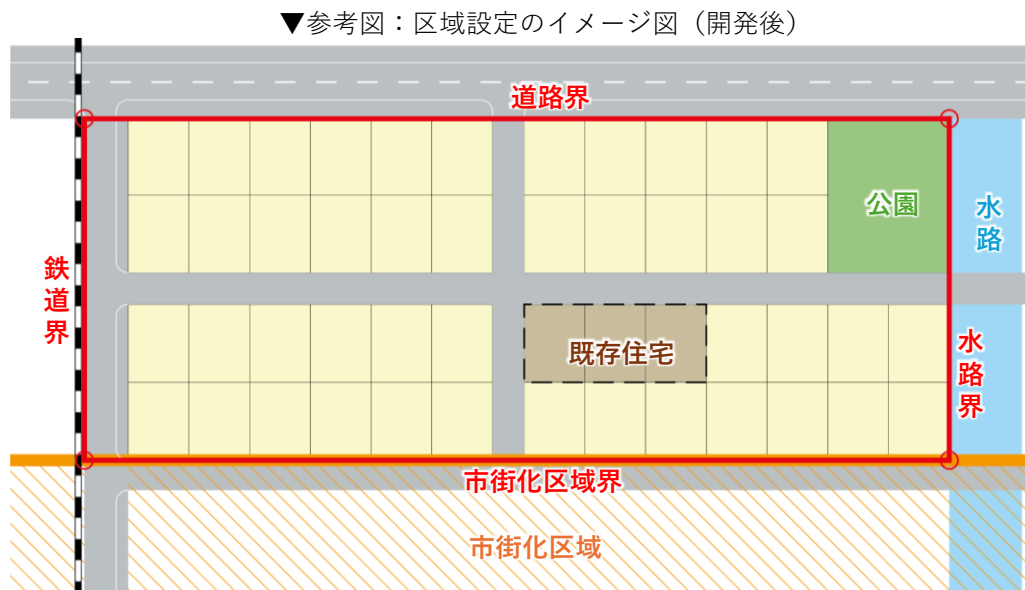 ▼参考図：区域設定のイメージ図（開発後）
道路界
公園
水路
鉄道界
既存住宅
水路界
市街化区域界
市街化区域